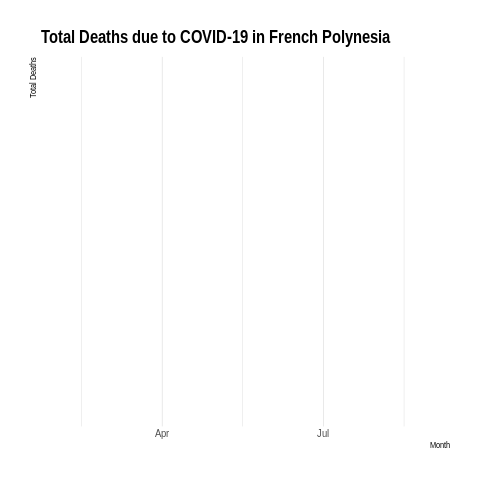 Total Deaths due to COVID-19 in French Polynesia
Total Deaths
Apr Jul
Month